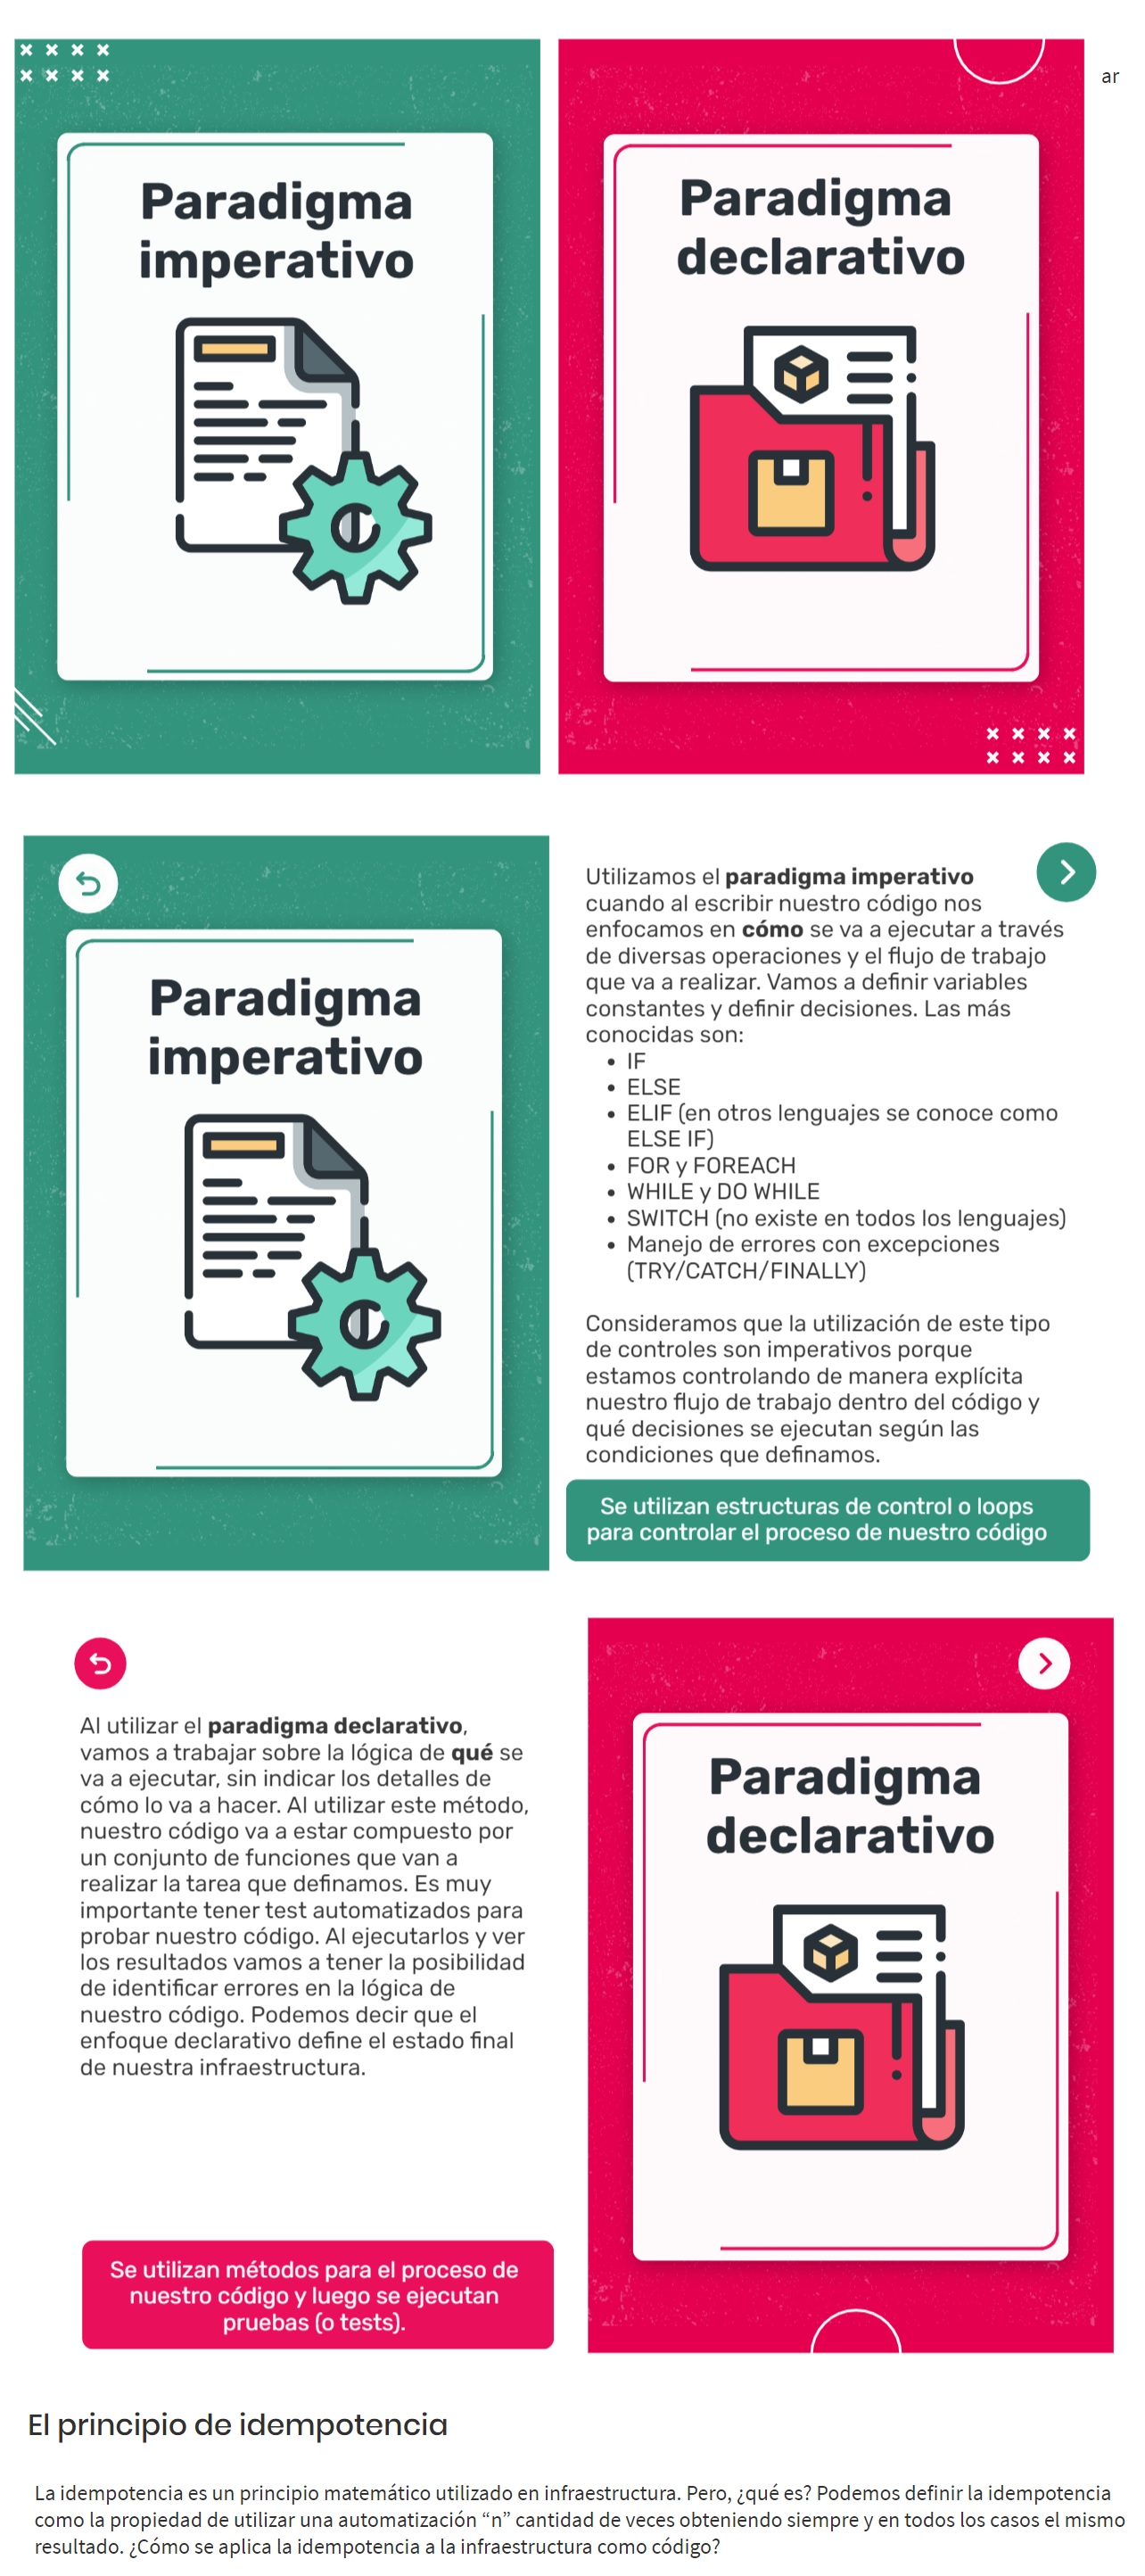 Paradigma
imperativo
Paradigma
declarativo
ar
Paradigma
imperativo
Utilizamos el paradigma imperativo
cuando al escribir nuestro código nos
enfocamos en cómo se va a ejecutar a través
de diversas operaciones y el flujo de trabajo
que va a realizar. Vamos a definir variables
constantes y definir decisiones. Las más
conocidas son:
• IF
• ELSE
• ELIF (en otros lenguajes se conoce como
ELSE IF)
• FOR y FOREACH
• WHILE y DO WHILE
• SWITCH (no existe en todos los lenguajes)
• Manejo de errores con excepciones
(TRY/CATCH/FINALLY)
Consideramos que la utilización de este tipo
de controles son imperativos porque
estamos controlando de manera explícita
nuestro flujo de trabajo dentro del código y
qué decisiones se ejecutan según las
condiciones que definamos.
Se utilizan estructuras de control o loops
para controlar el proceso de nuestro código
Al utilizar el paradigma declarativo,
vamos a trabajar sobre la lógica de qué se
va a ejecutar, sin indicar los detalles de
cómo lo va a hacer. Al utilizar este método,
nuestro código va a estar compuesto por
un conjunto de funciones que van a
realizar la tarea que definamos. Es muy
importante tener test automatizados para
probar nuestro código. Al ejecutarlos y ver
los resultados vamos a tener la posibilidad
de identificar errores en la lógica de
nuestro código. Podemos decir que el
enfoque declarativo define el estado final
de nuestra infraestructura.
Se utilizan métodos para el proceso de
nuestro código y luego se ejecutan
pruebas (o tests).
Paradigma
declarativo
El principio de idempotencia
La idempotencia es un principio matemático utilizado en infraestructura. Pero, ¿qué es? Podemos definir la idempotencia
como la propiedad de utilizar una automatización “n” cantidad de veces obteniendo siempre y en todos los casos el mismo
resultado. ¿Cómo se aplica la idempotencia a la infraestructura como código?